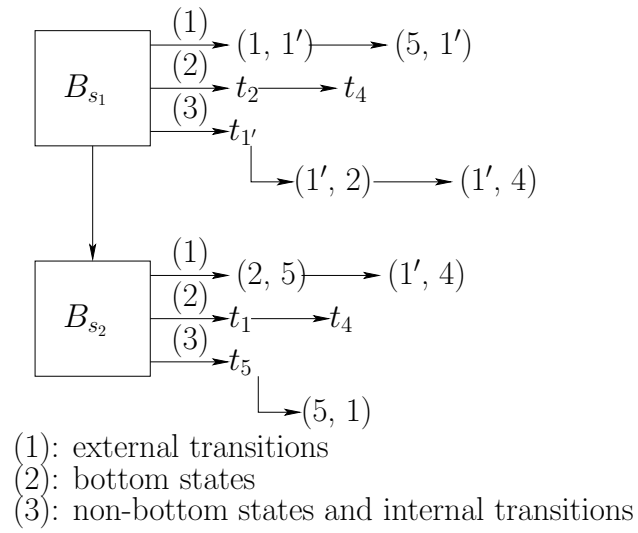 (1) (1, 1′) (5, 1′)
B_{s_1} (2) t_2 t_4
(3) t_{1′}
(1′, 2) (1′, 4)
(1) (2, 5) (1′, 4)
B_{s_2} (2) t_1 t_4
(3) t_5
(5, 1)
(1): external transitions
(2): bottom states
(3): non-bottom states and internal transitions